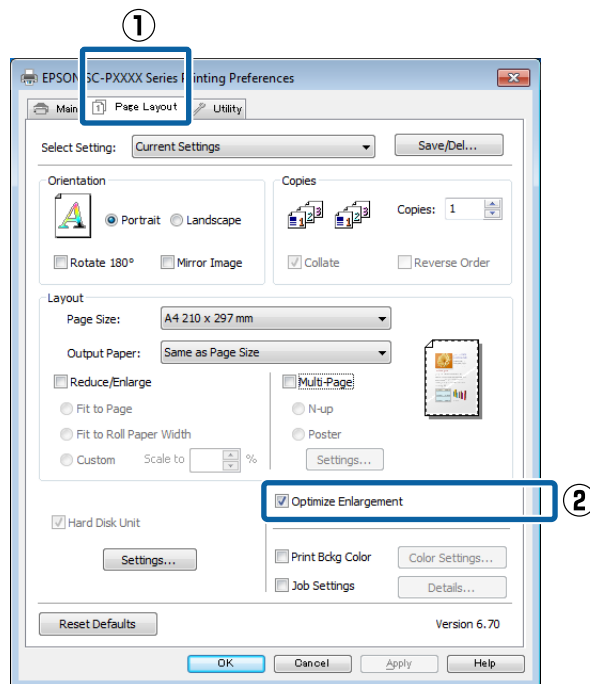 ①
EPSON SC-PXXXX Series Printing Preferences
Main Page Layout Utility
Select Setting: Current Settings Save/Del...
Orientation Copies
Portrait Landscape Copies: 1
Rotate 180° Mirror Image Collate Reverse Order
Layout
Page Size: A4 210 x 297 mm
Output Paper: Same as Page Size
Reduce/Enlarge Multi-Page
Fit to Page N-up
Fit to Roll Paper Width Poster
Custom Scale to % Settings...
Optimize Enlargement ②
Hard Disk Unit
Settings... Print Bckg Color Color Settings...
Job Settings Details...
Reset Defaults Version 6.70
OK Cancel Apply Help